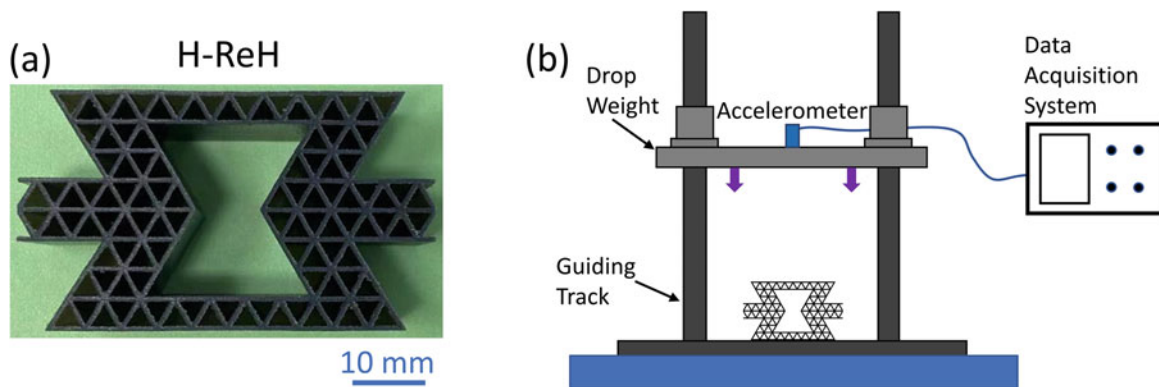 (a)
H-ReH
10 mm
(b)
Drop
Weight
Accelerometer
Data
Acquisition
System
Guiding
Track